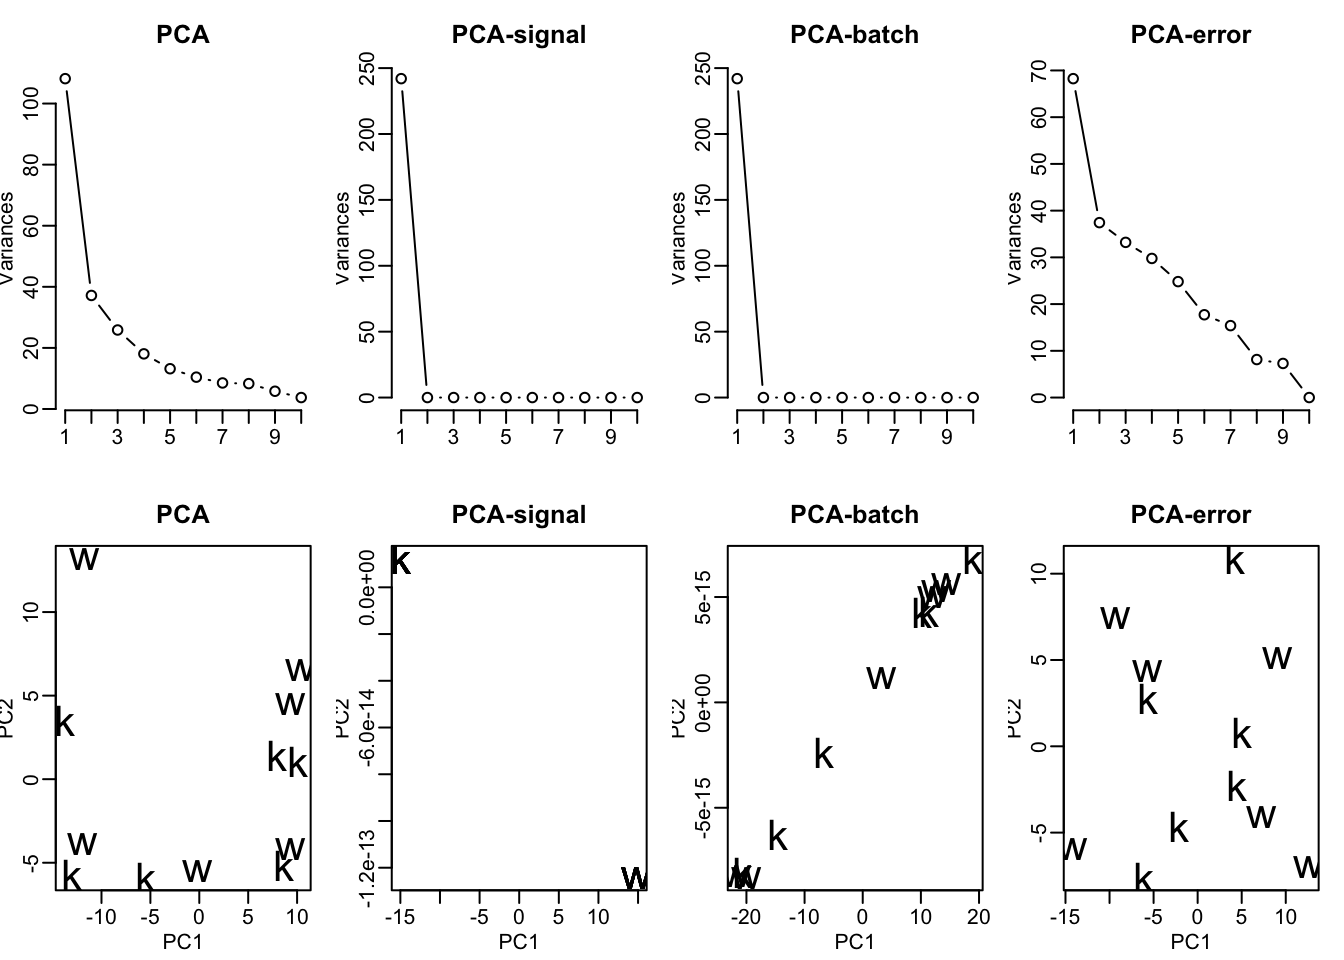 PCA
Variances
0 20 40 60 80 100
1 3 5 7 9
PCA-signal
Variances
0 50 100 150 200 250
1 3 5 7 9
PCA-batch
Variances
0 50 100 150 200 250
1 3 5 7 9
PCA-error
Variances
0 10 20 30 40 50 60 70
1 3 5 7 9
PCA
PC2
-5 0 5 10
w
w
w
k
k k
w
w
k k w k
-10 -5 0 5 10
PC1
PCA-signal
PC2
-1.2e-13 -6.0e-14 0.0e+00
k
w
-15 -5 0 5 10
PC1
PCA-batch
PC2
-5e-15 0e+00 5e-15
k
w w w
k k
w
k
k
w k w
-20 -10 0 10 20
PC1
PCA-error
PC2
-5 0 5 10
k
w
w
w
k
k
k
w
k
w
w
k
-15 -5 0 5 10
PC1